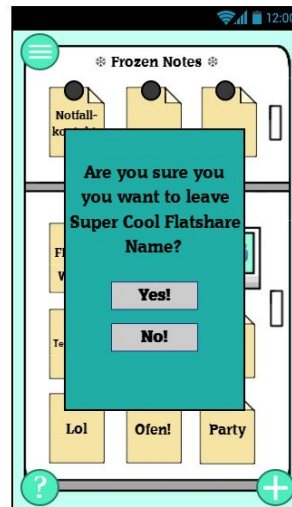 12:00
❄ Frozen Notes ❄
Notfall-
Are you sure you
you want to leave
Super Cool Flatshare
Name?
Yes!
No!
Lol
Ofen!
Party
?
+